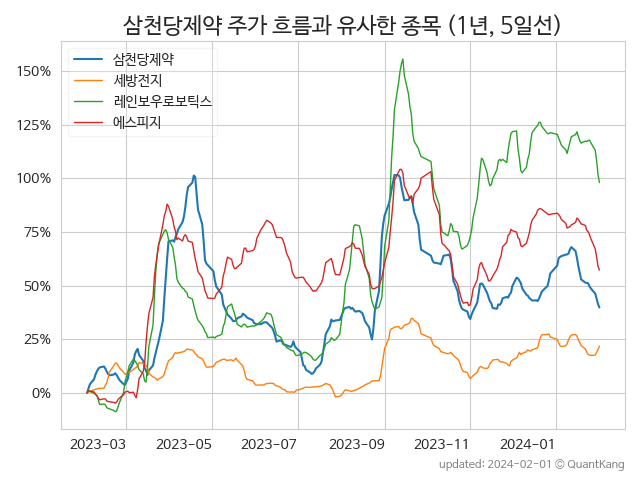 삼천당제약 주가 흐름과 유사한 종목 (1년, 5일선)
삼천당제약
세방전지
레인보우로보틱스
에스피지
150%
125%
100%
75%
50%
25%
0%
2023-03 2023-05 2023-07 2023-09 2023-11 2024-01
updated: 2024-02-01 © QuantKang